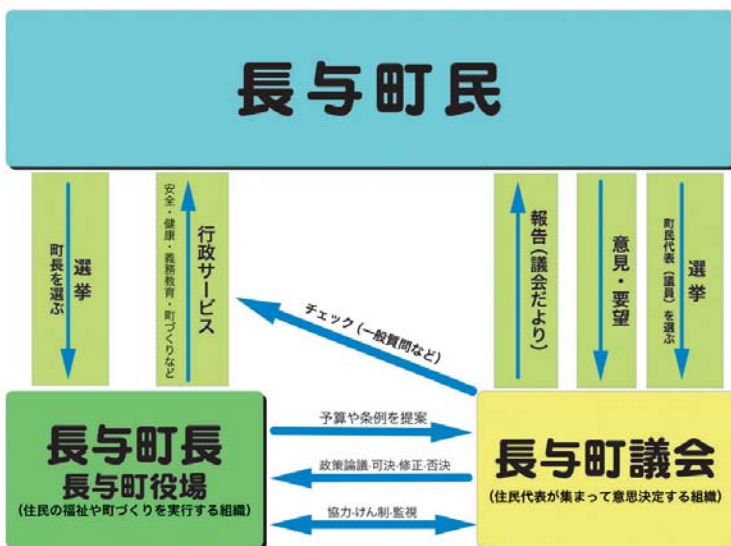 長与町民
選挙
町長を選ぶ
行政サービス
安全・健康・義務教育・町づくりなど
報告(議会だより)
意見・要望
選挙
町民代表(議員)を選ぶ
チェック(一般質問など)
長与町長
長与町役場
(住民の福祉や町づくりを実行する組織)
予算や条例を提案
政策論議·可決·修正·否決
協力·けん制·監視
長与町議会
(住民代表が集まって意思決定する組織)